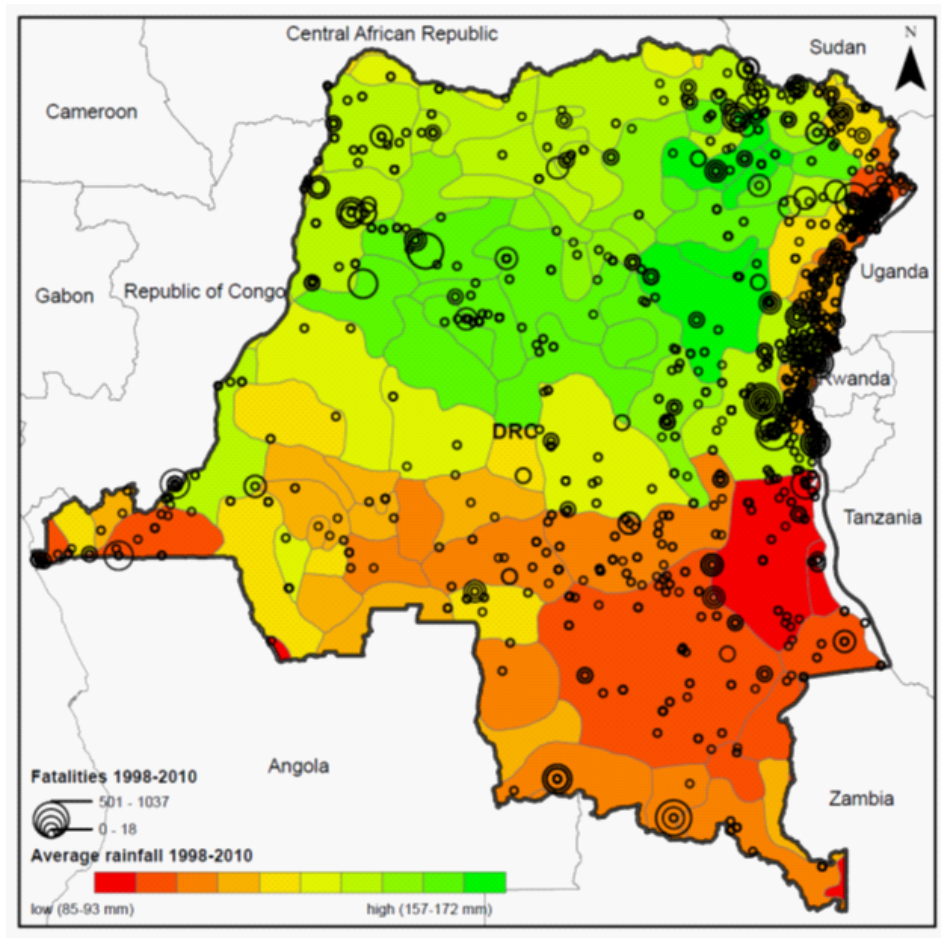 Central African Republic
N
Sudan
Cameroon
Uganda
Gabon
Republic of Congo
Rwanda
DRC
Tanzania
Angola
Zambia
Fatalities 1998-2010
501 - 1037
0 - 18
Average rainfall 1998-2010
low (85-93 mm)
high (157-172 mm)